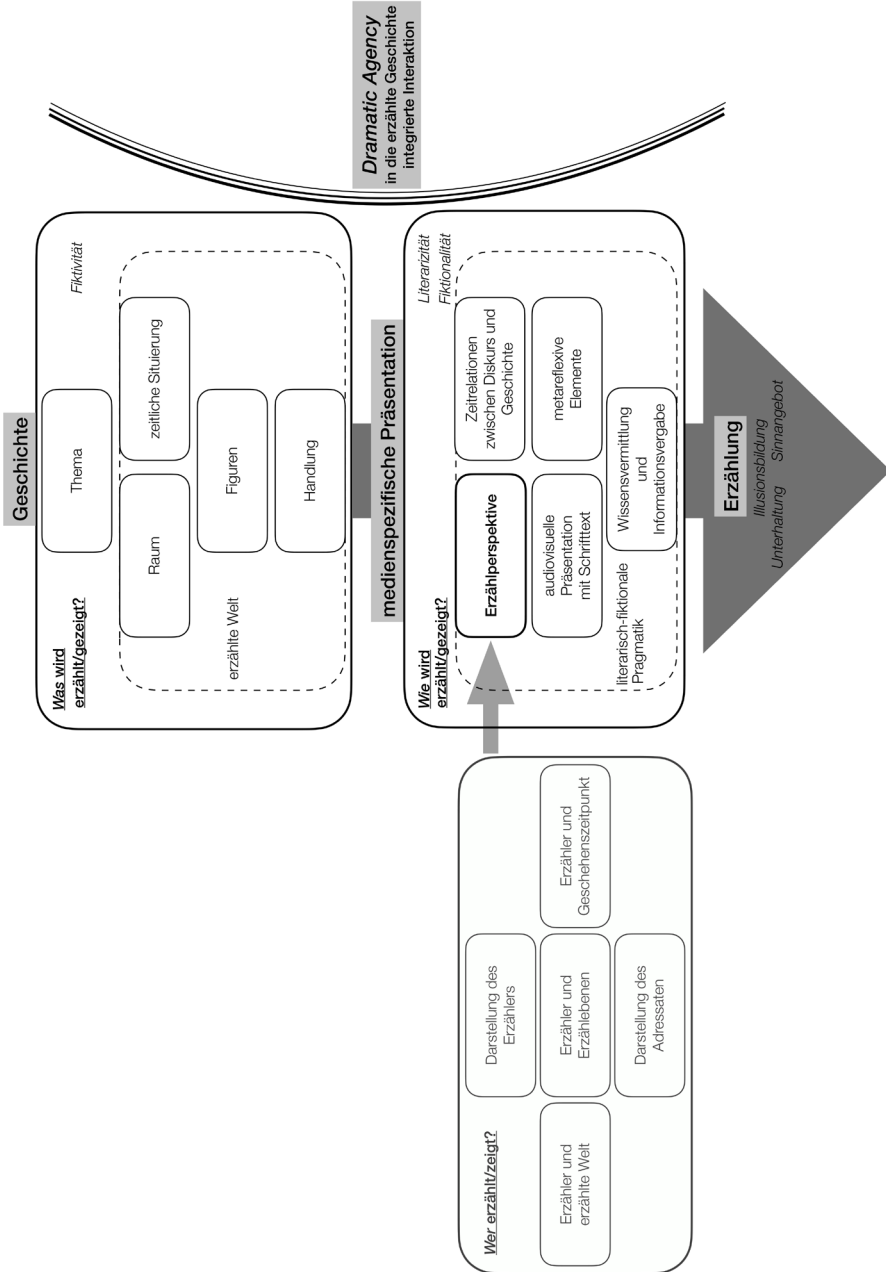 Geschichte
Was wird
erzählt/gezeigt?
Thema
Fiktivität
Raum
zeitliche Situierung
erzählte Welt
Figuren
Handlung
medienspezifische Präsentation
Wie wird
erzählt/gezeigt?
Literarizität
Fiktionalität
Erzählperspektive
Zeitrelationen
zwischen Diskurs und
Geschichte
audiovisuelle
Präsentation
mit Schrifttext
metareflexive
Elemente
literarisch-fiktionale
Pragmatik
Wissensvermittlung
und
Informationsvergabe
Wer erzählt/zeigt?
Darstellung des
Erzählers
Erzähler und
erzählte Welt
Erzähler und
Erzählebenen
Erzähler und
Geschehenszeitpunkt
Darstellung des
Adressaten
Erzählung
Illusionsbildung
Unterhaltung Sinnangebot
Dramatic Agency
in die erzählte Geschichte
integrierte Interaktion